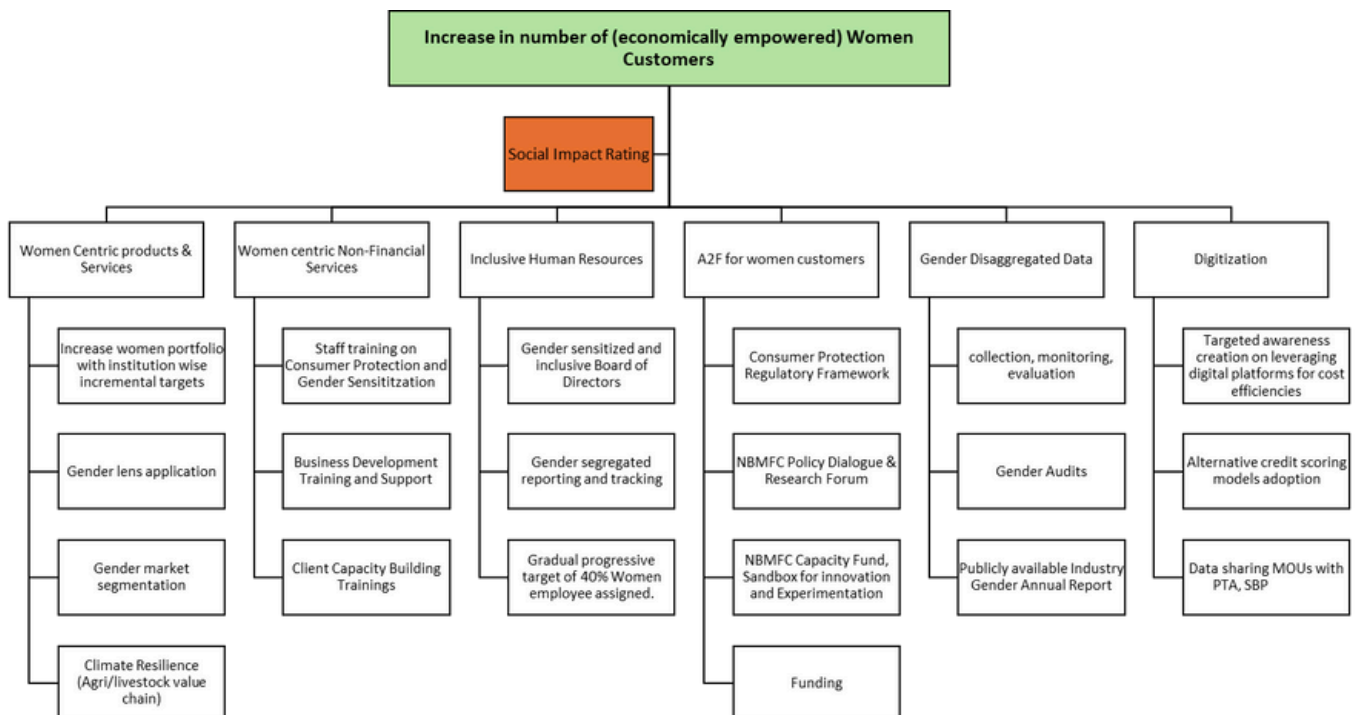 Increase in number of (economically empowered) Women
Customers
Social Impact Rating
Women Centric products &
Services
Women centric Non-Financial
Services
Inclusive Human Resources
A2F for women customers
Gender Disaggregated Data
Digitization
Increase women portfolio
with institution wise
incremental targets
Gender lens application
Gender market
segmentation
Climate Resilience
(Agri/livestock value
chain)
Staff training on
Consumer Protection and
Gender Sensititzation
Business Development
Training and Support
Client Capacity Building
Trainings
Gender sensitized and
inclusive Board of
Directors
Gender segregated
reporting and tracking
Gradual progressive
target of 40% Women
employee assigned.
Consumer Protection
Regulatory Framework
NBMFC Policy Dialogue &
Research Forum
NBMFC Capacity Fund,
Sandbox for innovation
and Experimentation
Funding
collection, monitoring,
evaluation
Gender Audits
Publicly available Industry
Gender Annual Report
Targeted awareness
creation on leveraging
digital platforms for cost
efficiencies
Alternative credit scoring
models adoption
Data sharing MOUs with
PTA, SBP